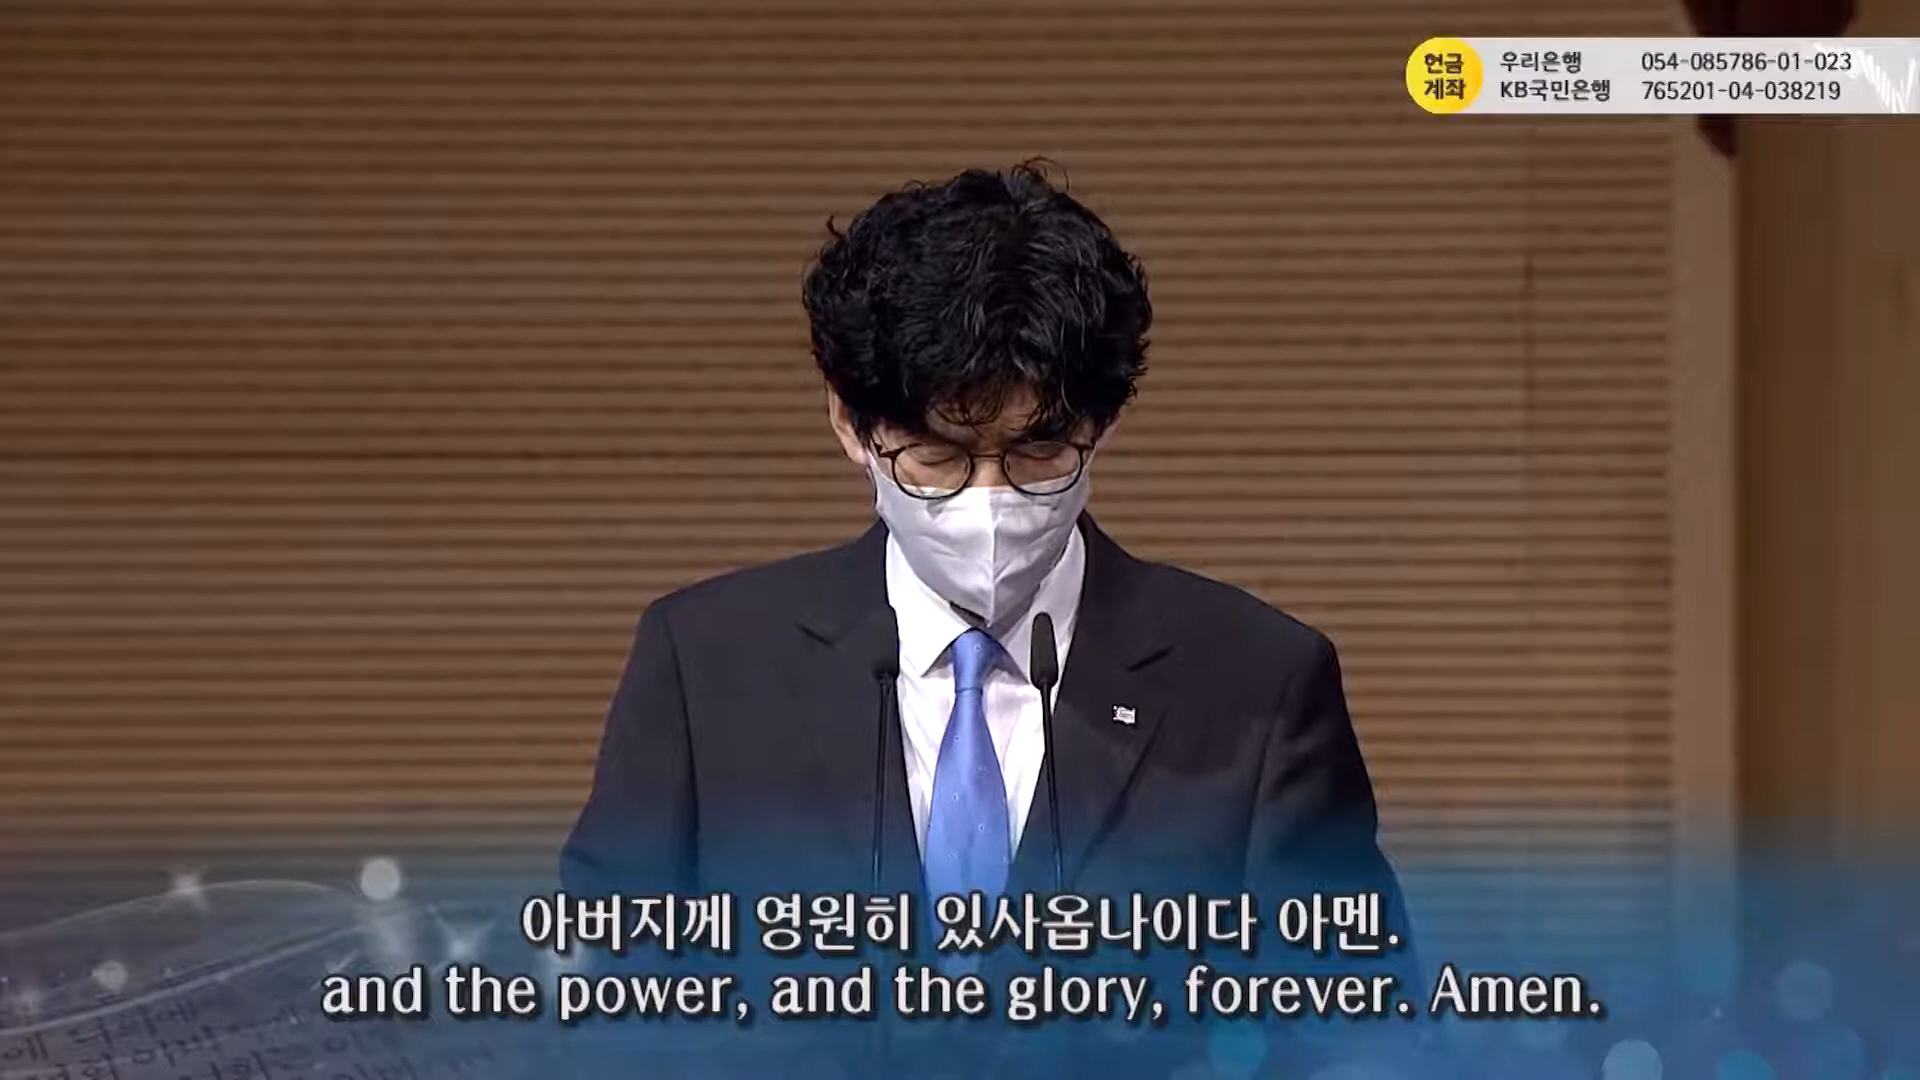 헌금
계좌
우리은행 054-085786-01-023
KB국민은행 765201-04-038219
아버지께 영원히 있사옵나이다 아멘.
and the power, and the glory, forever. Amen.